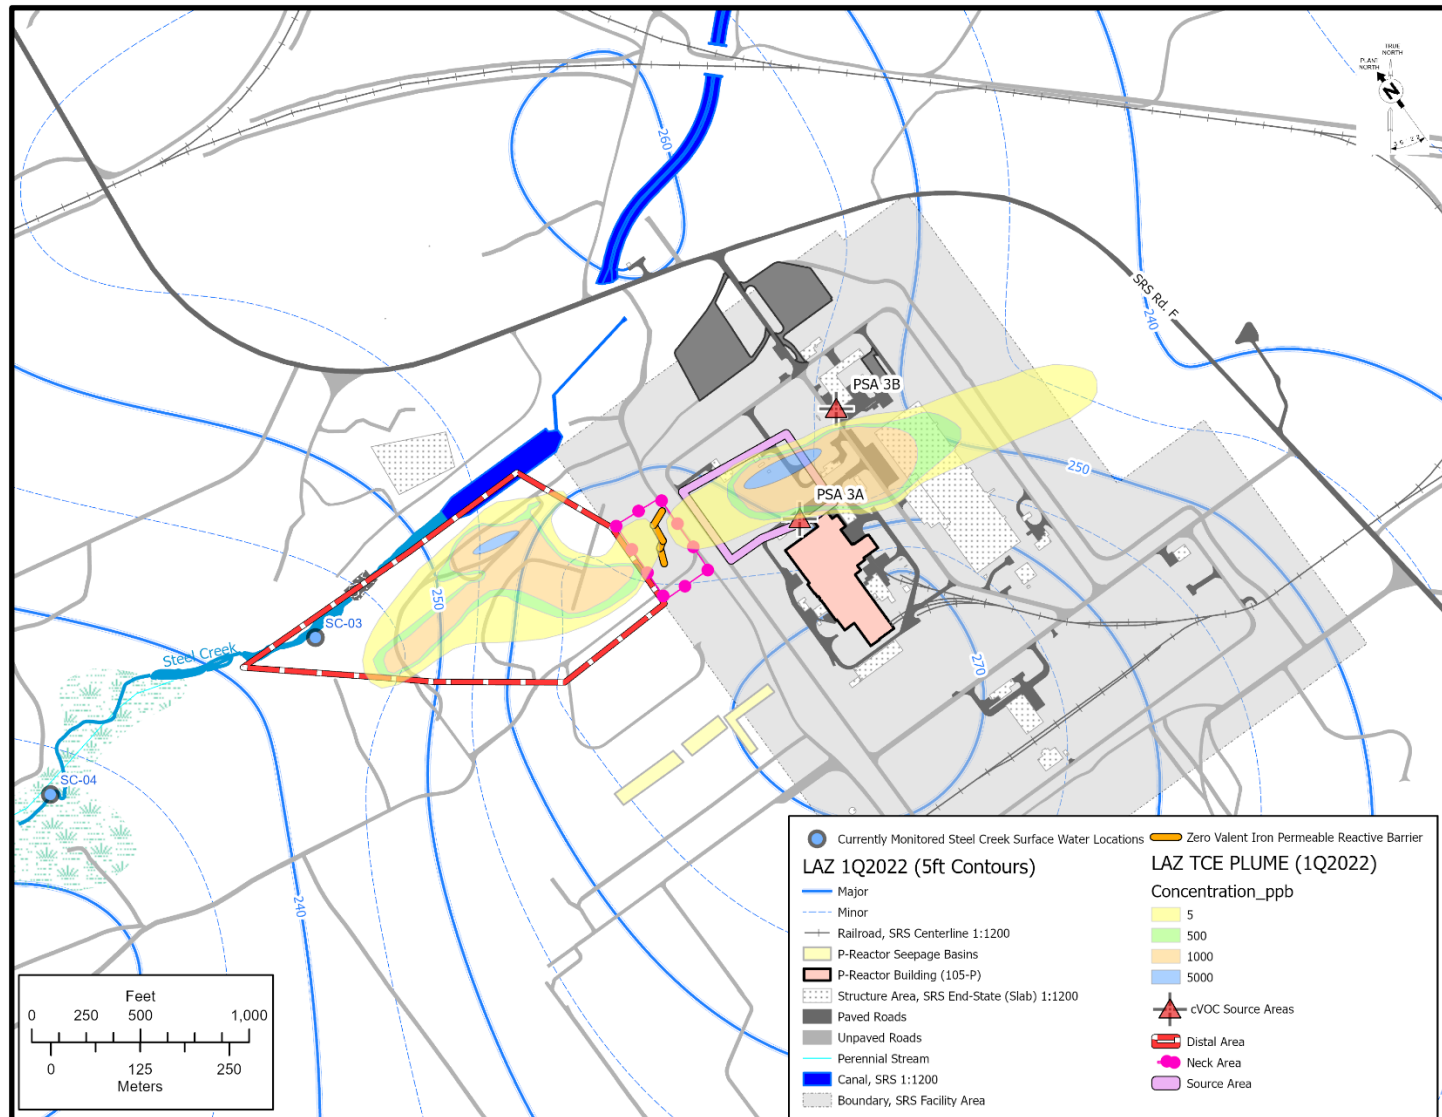 TRUE
NORTH
PLANT
NORTH
N
260
SRS Rd. F
240
PSA 3B
250
PSA 3A
250
SC-03
Steel Creek
270
SC-04
240
Feet
0 250 500 1,000
0 125 250
Meters
Currently Monitored Steel Creek Surface Water Locations
LAZ 1Q2022 (5ft Contours)
Major
Minor
Railroad, SRS Centerline 1:1200
P-Reactor Seepage Basins
P-Reactor Building (105-P)
Structure Area, SRS End-State (Slab) 1:1200
Paved Roads
Unpaved Roads
Perennial Stream
Canal, SRS 1:1200
Boundary, SRS Facility Area
Zero Valent Iron Permeable Reactive Barrier
LAZ TCE PLUME (1Q2022)
Concentration_ppb
5
500
1000
5000
cVOC Source Areas
Distal Area
Neck Area
Source Area